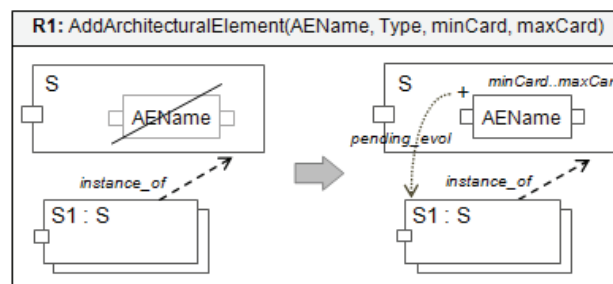 R1: AddArchitecturalElement(AEName, Type, minCard, maxCard)
S
AEName
instance_of
S1 : S
S
+
minCard..maxCar
AEName
pending_evol
instance_of
S1 : S